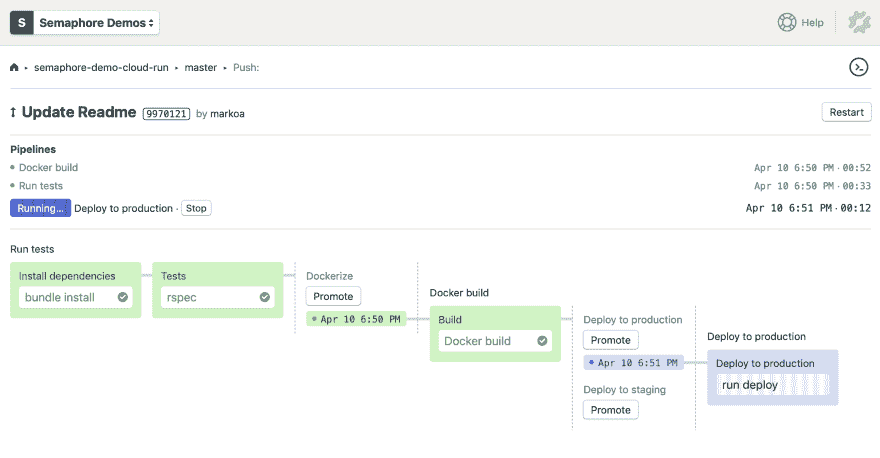 S Semaphore Demos
Help
semaphore-demo-cloud-run master Push:
Update Readme 9970121 by markoa
Restart
Pipelines
Docker build Apr 10 6:50 PM · 00:52
Run tests Apr 10 6:50 PM · 00:33
Running... Deploy to production · Stop Apr 10 6:51 PM · 00:12
Run tests
Install dependencies
bundle install
Tests
rspec
Dockerize
Promote
Apr 10 6:50 PM
Docker build
Build
Docker build
Deploy to production
Promote
Apr 10 6:51 PM
Deploy to staging
Promote
Deploy to production
Deploy to production
run deploy